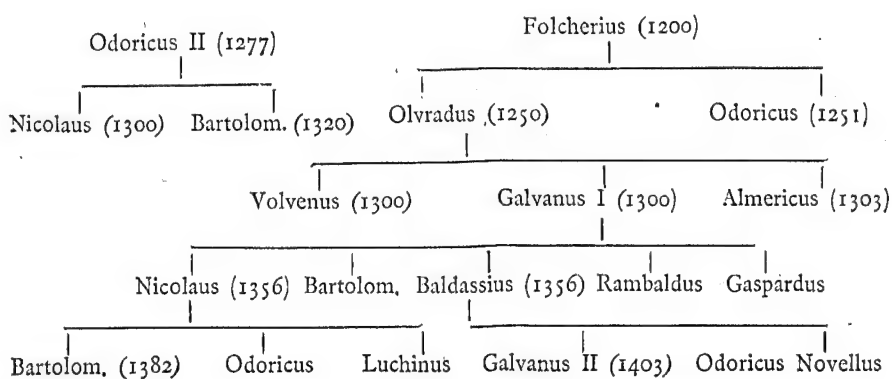 Odoricus II (1277) Folcherius (1200)
Nicolaus (1300) Bartolom. (1320) Olvradus (1250) Odoricus (1251)
Volvenus (1300) Galvanus I (1300) Almericus (1303)
Nicolaus (1356) Bartolom. Baldassius (1356) Rambaldus Gaspardus
Bartolom. (1382) Odoricus Luchinus Galvanus II (1403) Odoricus Novellus